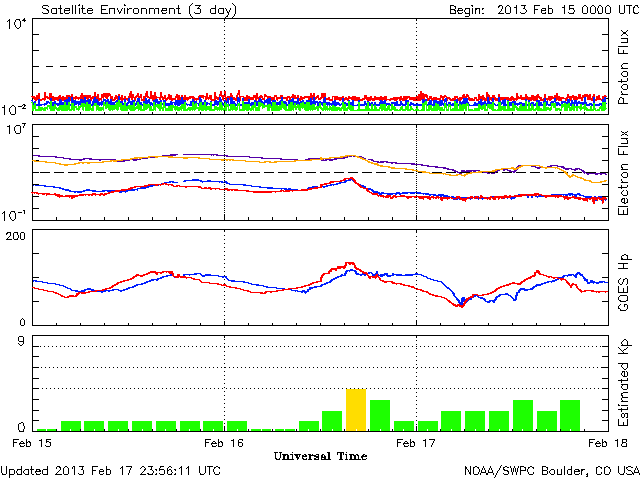 Satellite Environment (3 day) Begin: 2013 Feb 15 0000 UTC
10^4
10^-2
Proton Flux
10^7
10^-1
Electron Flux
200
0
GOES Hp
9
0
Estimated Kp
Feb 15 Feb 16 Feb 17 Feb 18
Universal Time
Updated 2013 Feb 17 23:56:11 UTC NOAA/SWPC Boulder, CO USA